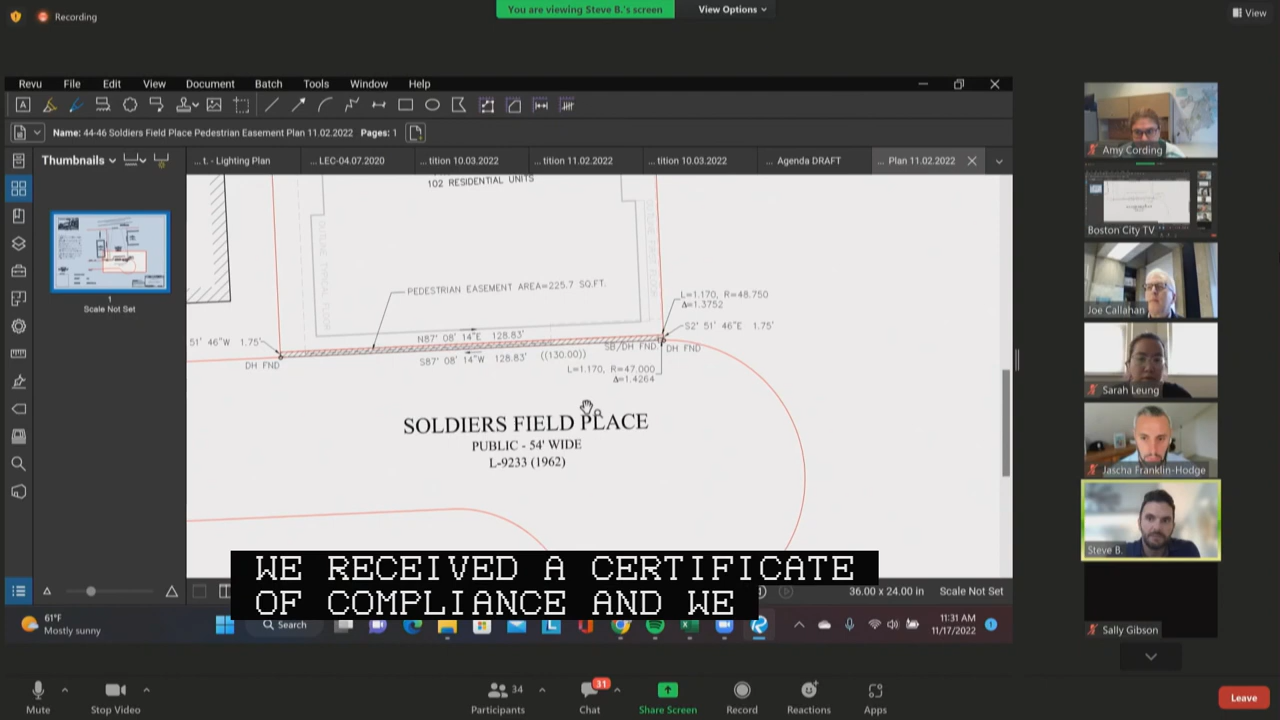 Recording
You are viewing Steve B.'s screen
View Options
View
Revu File Edit View Document Batch Tools Window Help
Name: 44-46 Soldiers Field Place Pedestrian Easement Plan 11.02.2022 Pages: 1
Thumbnails
... t. - Lighting Plan
... LEC-04.07.2020
... tition 10.03.2022
... tition 11.02.2022
... tition 10.03.2022
... Agenda DRAFT
... Plan 11.02.2022
102 RESIDENTIAL UNITS
PEDESTRIAN EASEMENT AREA=225.7 SQ.FT.
L=1.170, R=48.750
Δ=1.3752
51' 46"W 1.75'
N87° 08' 14"E 128.83'
S2° 51' 46"E 1.75'
S87° 08' 14"W 128.83' ((130.00))
SB/DH FND.
DH FND
DH FND
L=1.170, R=47.000
Δ=1.4264
SOLDIERS FIELD PLACE
PUBLIC - 54' WIDE
L-9233 (1962)
1
Scale Not Set
WE RECEIVED A CERTIFICATE
OF COMPLIANCE AND WE
36.00 x 24.00 in
Scale Not Set
61°F
Mostly sunny
Search
11:31 AM
11/17/2022
1
Amy Cording
Boston City TV
Joe Callahan
Sarah Leung
Jascha Franklin-Hodge
Steve B.
Sally Gibson
Mute
Stop Video
34
Participants
31
Chat
Share Screen
Record
Reactions
Apps
Leave